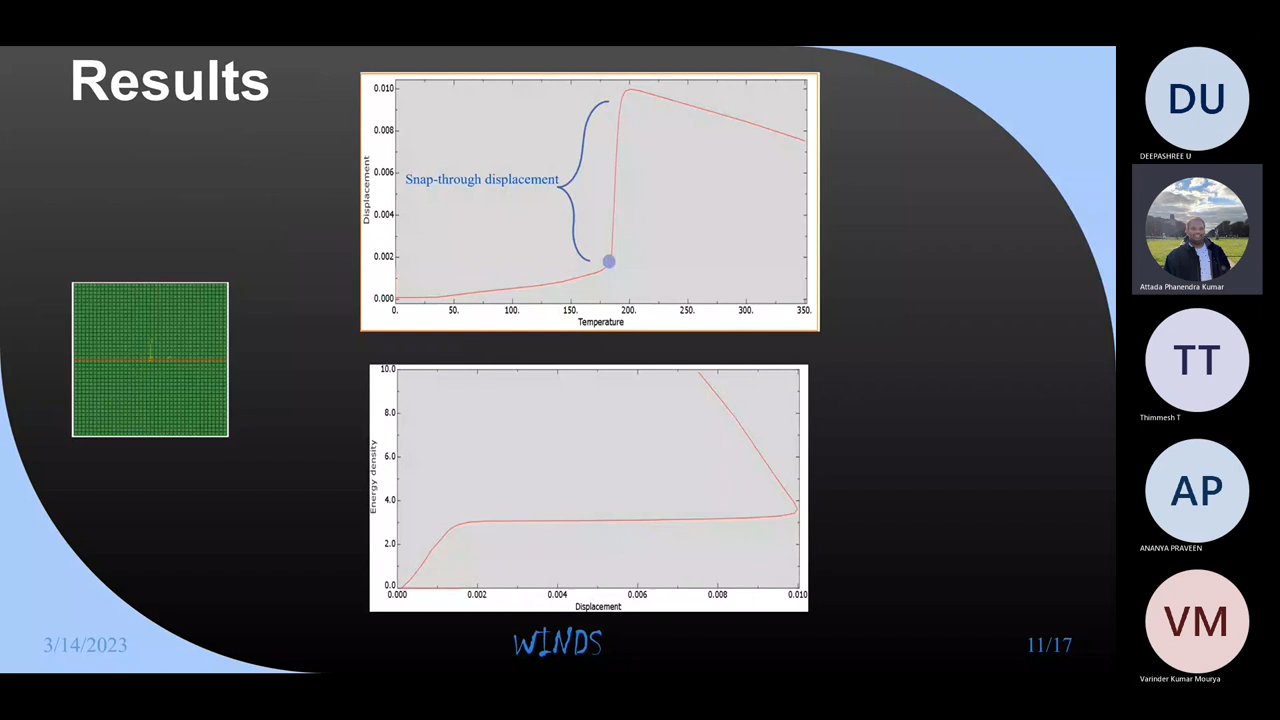 Results
0.010
0.008
0.006
0.004
0.002
0.000
Displacement
Snap-through displacement
0. 50. 100. 150. 200. 250. 300. 350.
Temperature
10.0
8.0
6.0
4.0
2.0
0.0
Energy density
0.000 0.002 0.004 0.006 0.008 0.010
Displacement
3/14/2023
WINDS
11/17
DU
DEEPASHREE U
Attada Phanendra Kumar
TT
Thimmesh T
AP
ANANYA PRAVEEN
VM
Varinder Kumar Mourya